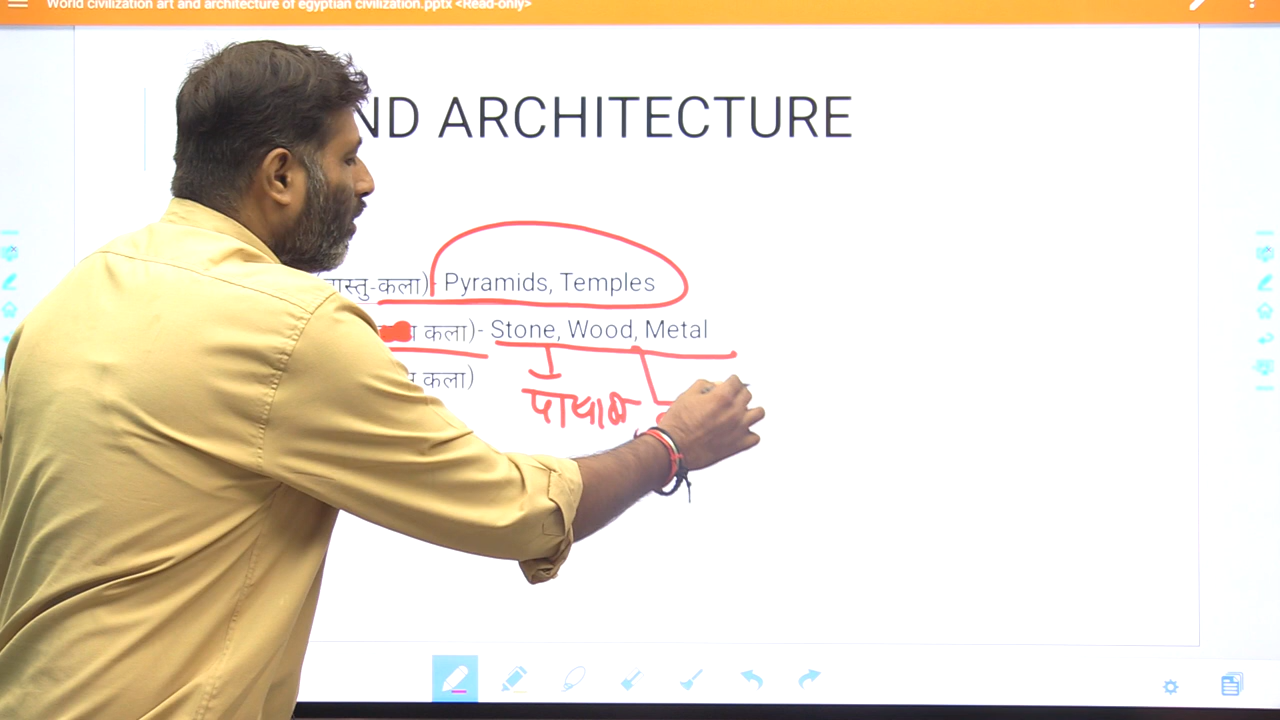 World civilization art and architecture of egyptian civilization.pptx <Read-only>
ND ARCHITECTURE
(वास्तु-कला)- Pyramids, Temples
कला)- Stone, Wood, Metal
कला)
पाषाण